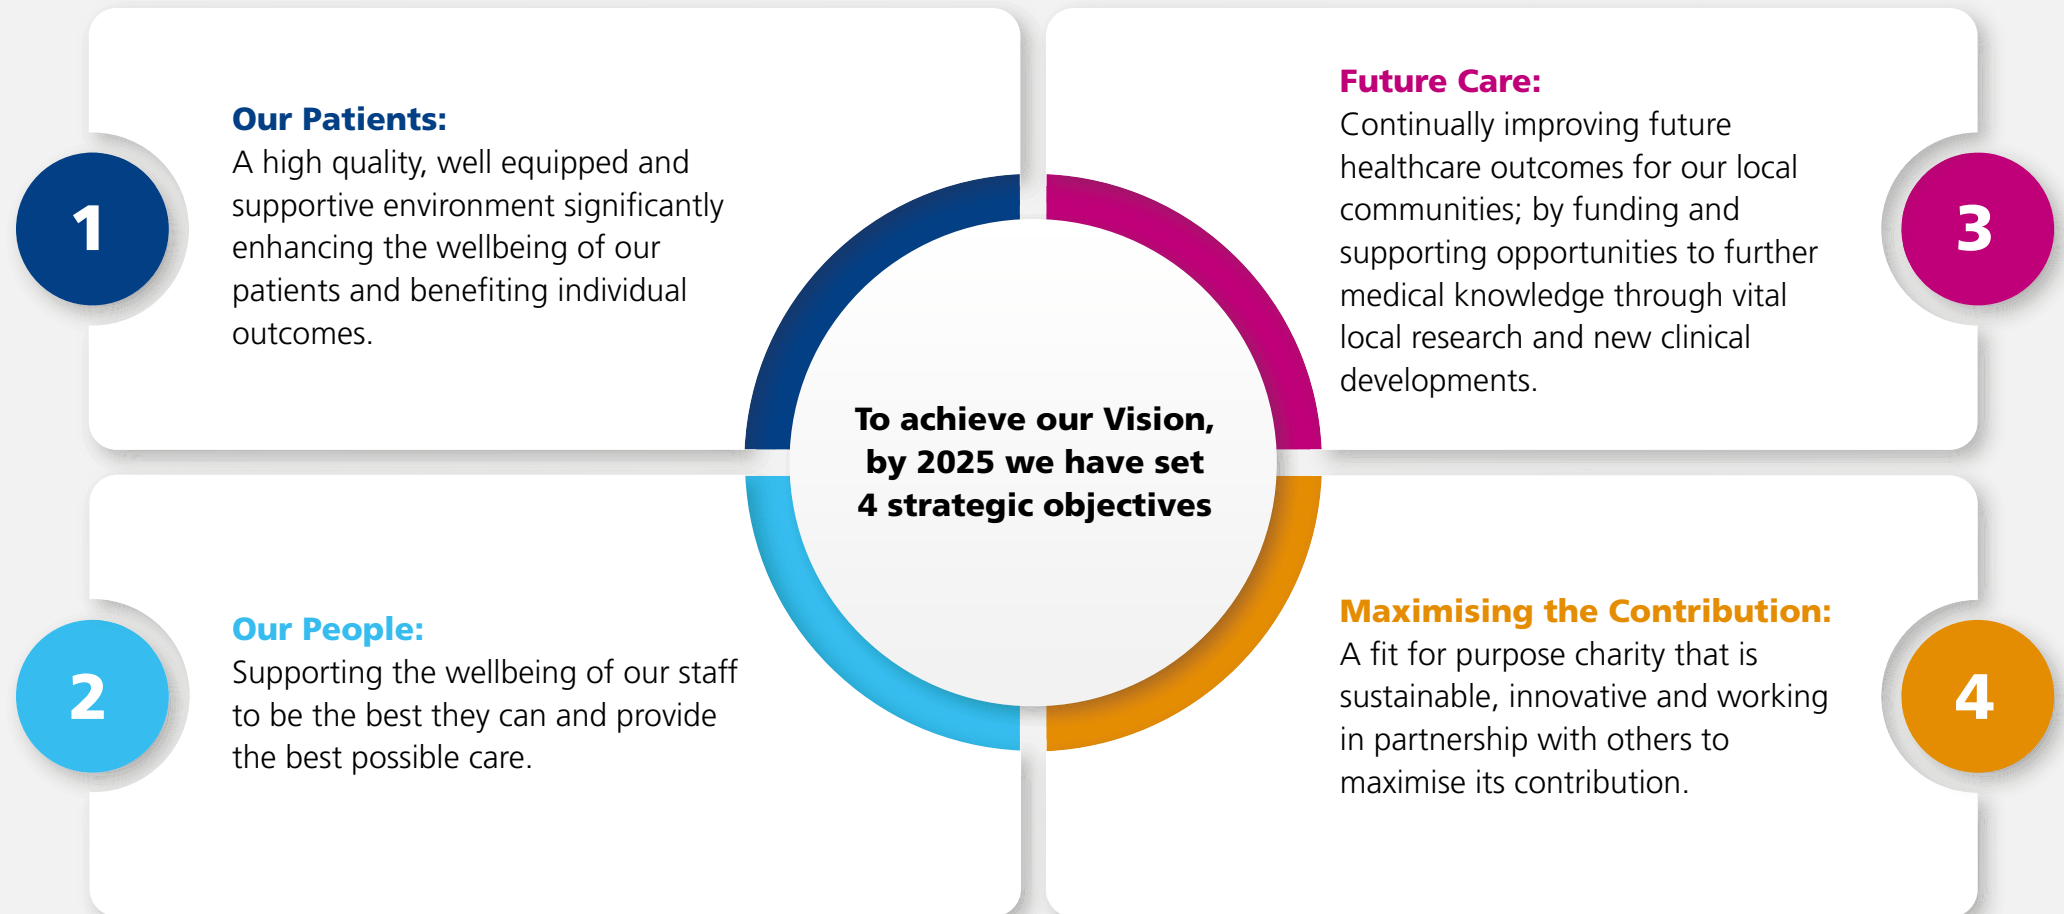 1
Our Patients:
A high quality, well equipped and
supportive environment significantly
enhancing the wellbeing of our
patients and benefiting individual
outcomes.
2
Our People:
Supporting the wellbeing of our staff
to be the best they can and provide
the best possible care.
To achieve our Vision,
by 2025 we have set
4 strategic objectives
3
Future Care:
Continually improving future
healthcare outcomes for our local
communities; by funding and
supporting opportunities to further
medical knowledge through vital
local research and new clinical
developments.
4
Maximising the Contribution:
A fit for purpose charity that is
sustainable, innovative and working
in partnership with others to
maximise its contribution.